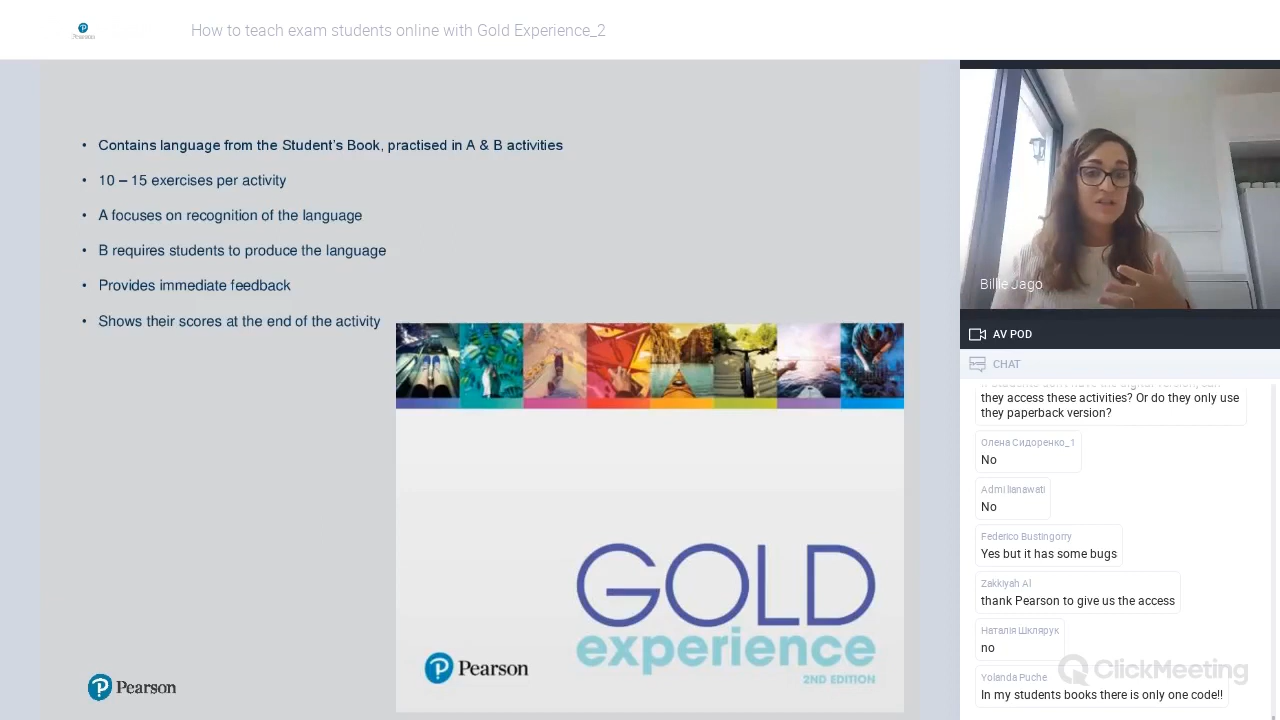 How to teach exam students online with Gold Experience_2
• Contains language from the Student's Book, practised in A & B activities
• 10 – 15 exercises per activity
• A focuses on recognition of the language
• B requires students to produce the language
• Provides immediate feedback
• Shows their scores at the end of the activity
GOLD
experience
2ND EDITION
Pearson
Pearson
Billie Jago
AV POD
CHAT
they access these activities? Or do they only use
they paperback version?
Олена Сидоренко_1
No
Admi lianawati
No
Federico Bustingorry
Yes but it has some bugs
Zakkiyah Al
thank Pearson to give us the access
Наталія Шклярук
no
Yolanda Puche
In my students books there is only one code!!
ClickMeeting